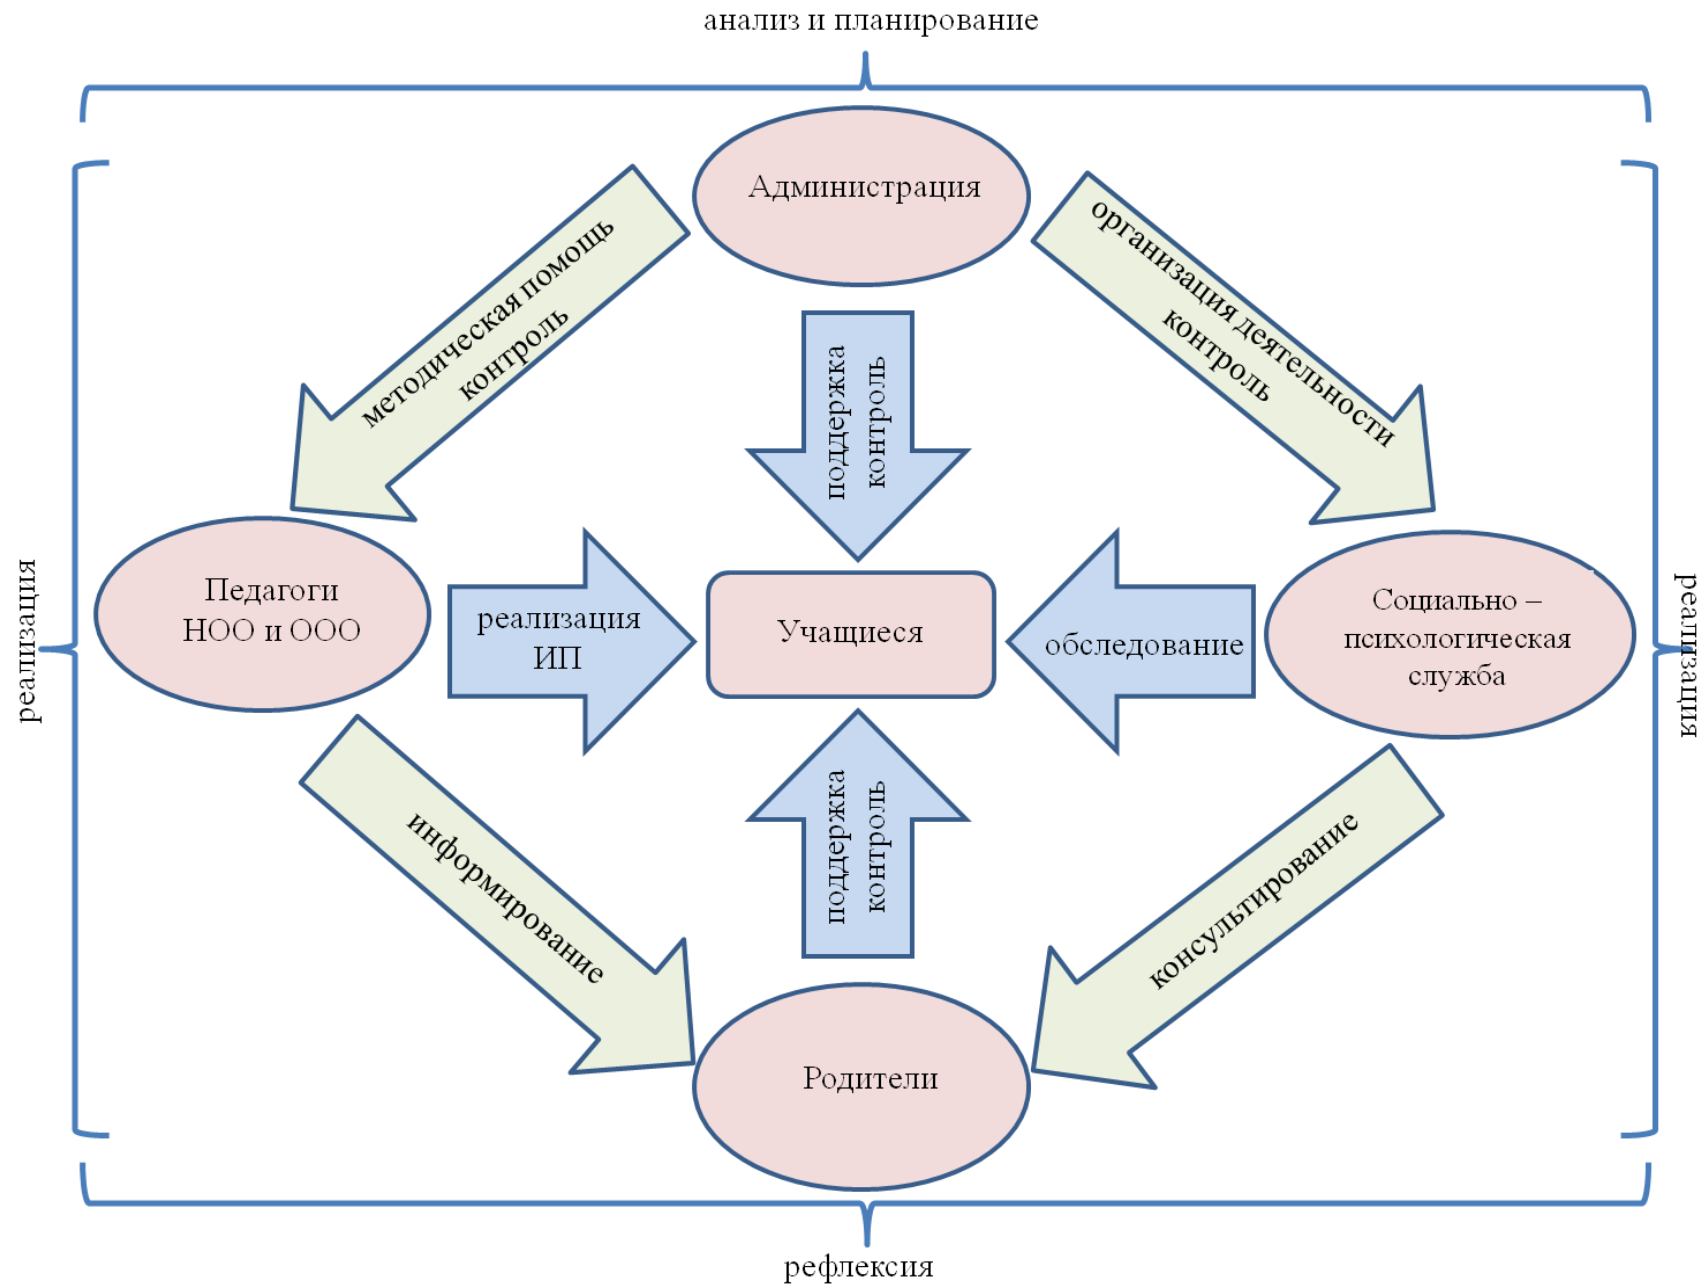 анализ и планирование
Администрация
методическая помощь
контроль
организация деятельности
контроль
поддержка
контроль
реализация
Педагоги
НОО и ООО
реализация
ИП
Учащиеся
обследование
Социально –
психологическая
служба
реализация
информирование
поддержка
контроль
консультирование
Родители
рефлексия